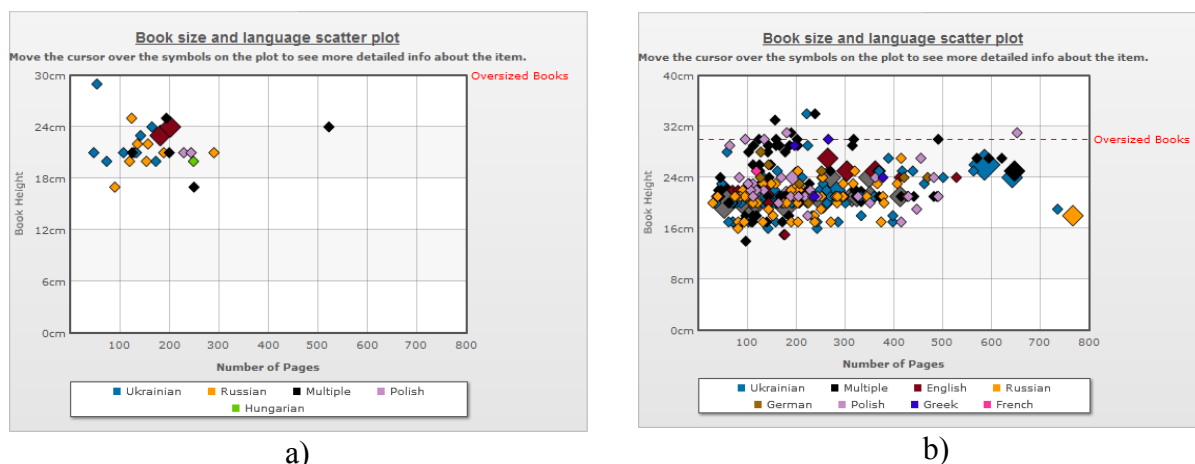 Book size and language scatter plot
Move the cursor over the symbols on the plot to see more detailed info about the item.
30cm
Oversized Books
24cm
18cm
12cm
6cm
0cm
Book Height
100 200 300 400 500 600 700 800
Number of Pages
Ukrainian Russian Multiple Polish
Hungarian
a)
Book size and language scatter plot
Move the cursor over the symbols on the plot to see more detailed info about the item.
40cm
32cm
Oversized Books
24cm
16cm
8cm
0cm
Book Height
100 200 300 400 500 600 700 800
Number of Pages
Ukrainian Multiple English Russian
German Polish Greek French
b)